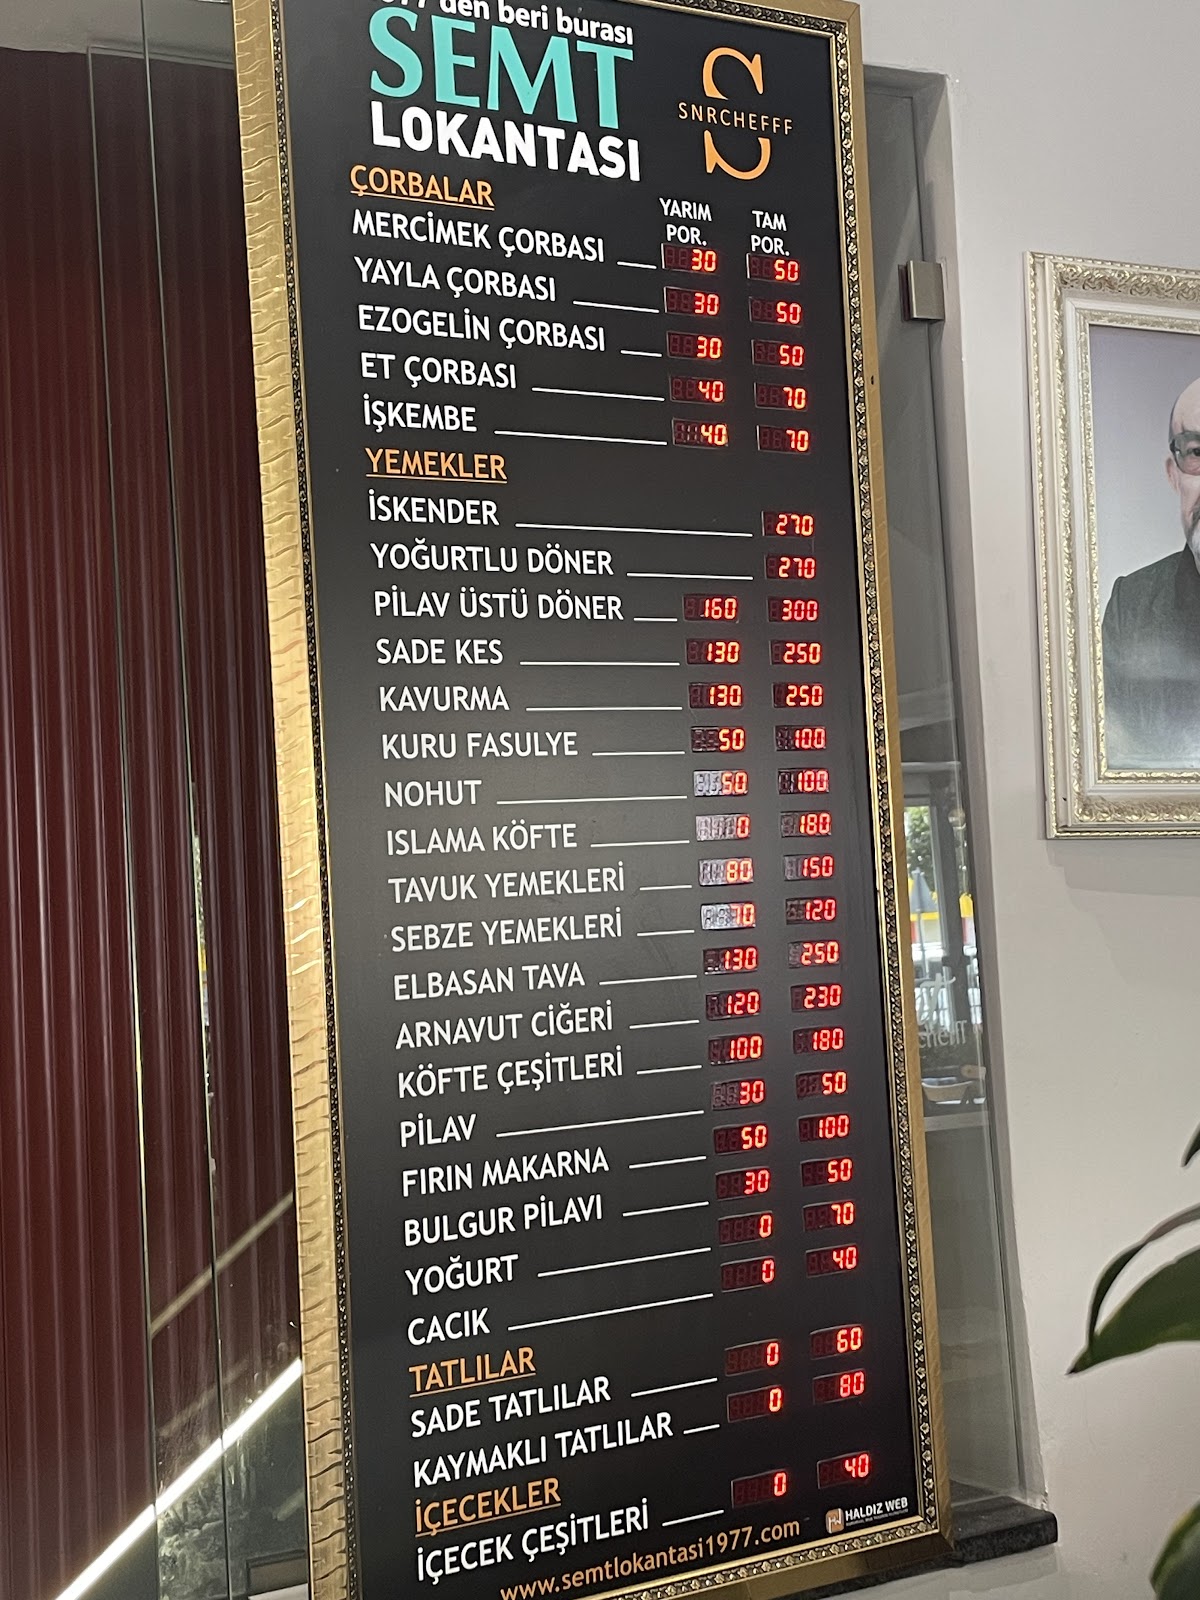 'den beri burası
SEMT
LOKANTASI
S
SNRCHEFFF
ÇORBALAR
YARIM POR. TAM POR.
MERCİMEK ÇORBASI 30 50
YAYLA ÇORBASI 30 50
EZOGELİN ÇORBASI 30 50
ET ÇORBASI 40 70
İŞKEMBE 40 70
YEMEKLER
İSKENDER 270
YOĞURTLU DÖNER 270
PİLAV ÜSTÜ DÖNER 160 300
SADE KES 130 250
KAVURMA 130 250
KURU FASULYE 50 100
NOHUT 50 100
ISLAMA KÖFTE 0 180
TAVUK YEMEKLERİ 80 150
SEBZE YEMEKLERİ 70 120
ELBASAN TAVA 130 250
ARNAVUT CİĞERİ 120 230
KÖFTE ÇEŞİTLERİ 100 180
PİLAV 30 50
FIRIN MAKARNA 50 100
BULGUR PİLAVI 30 50
YOĞURT 0 70
CACIK 0 40
TATLILAR
SADE TATLILAR 0 60
KAYMAKLI TATLILAR 0 80
İÇECEKLER
İÇECEK ÇEŞİTLERİ 0 40
www.semtlokantasi1977.com
HALDIZ WEB